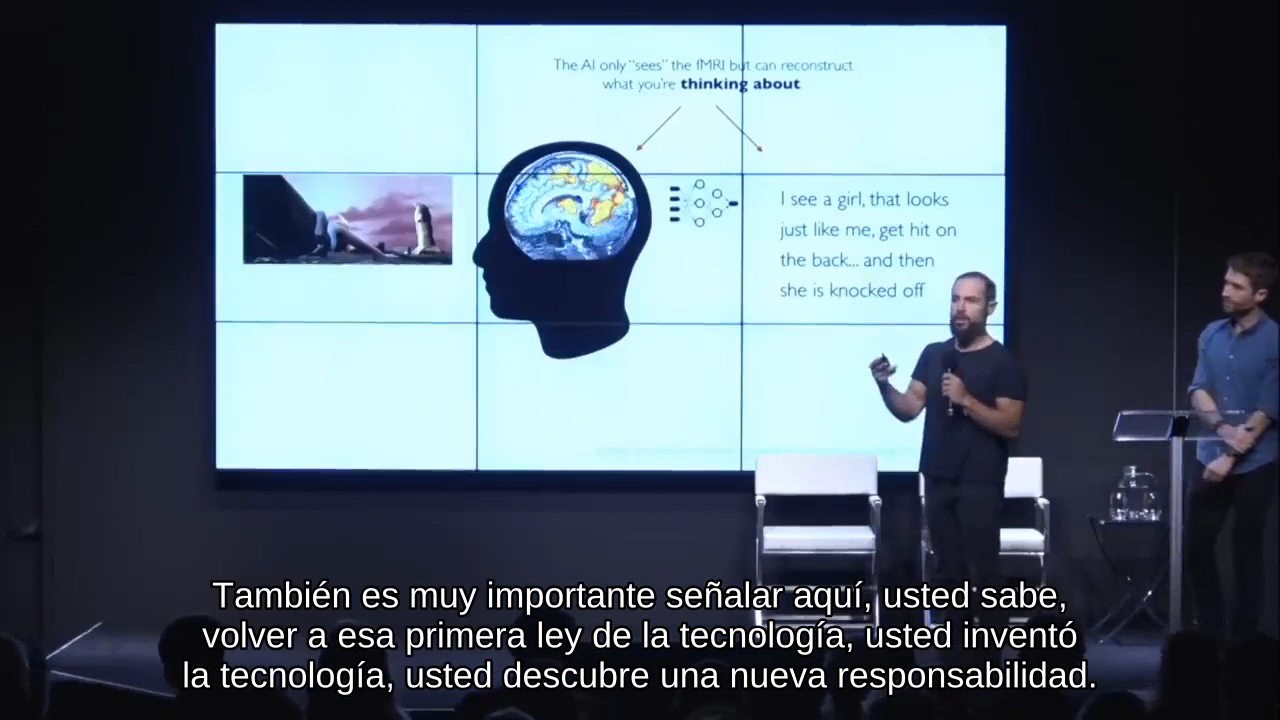 The AI only "sees" the fMRI but can reconstruct
what you're thinking about
I see a girl, that looks
just like me, get hit on
the back... and then
she is knocked off
También es muy importante señalar aquí, usted sabe,
volver a esa primera ley de la tecnología, usted inventó
la tecnología, usted descubre una nueva responsabilidad.